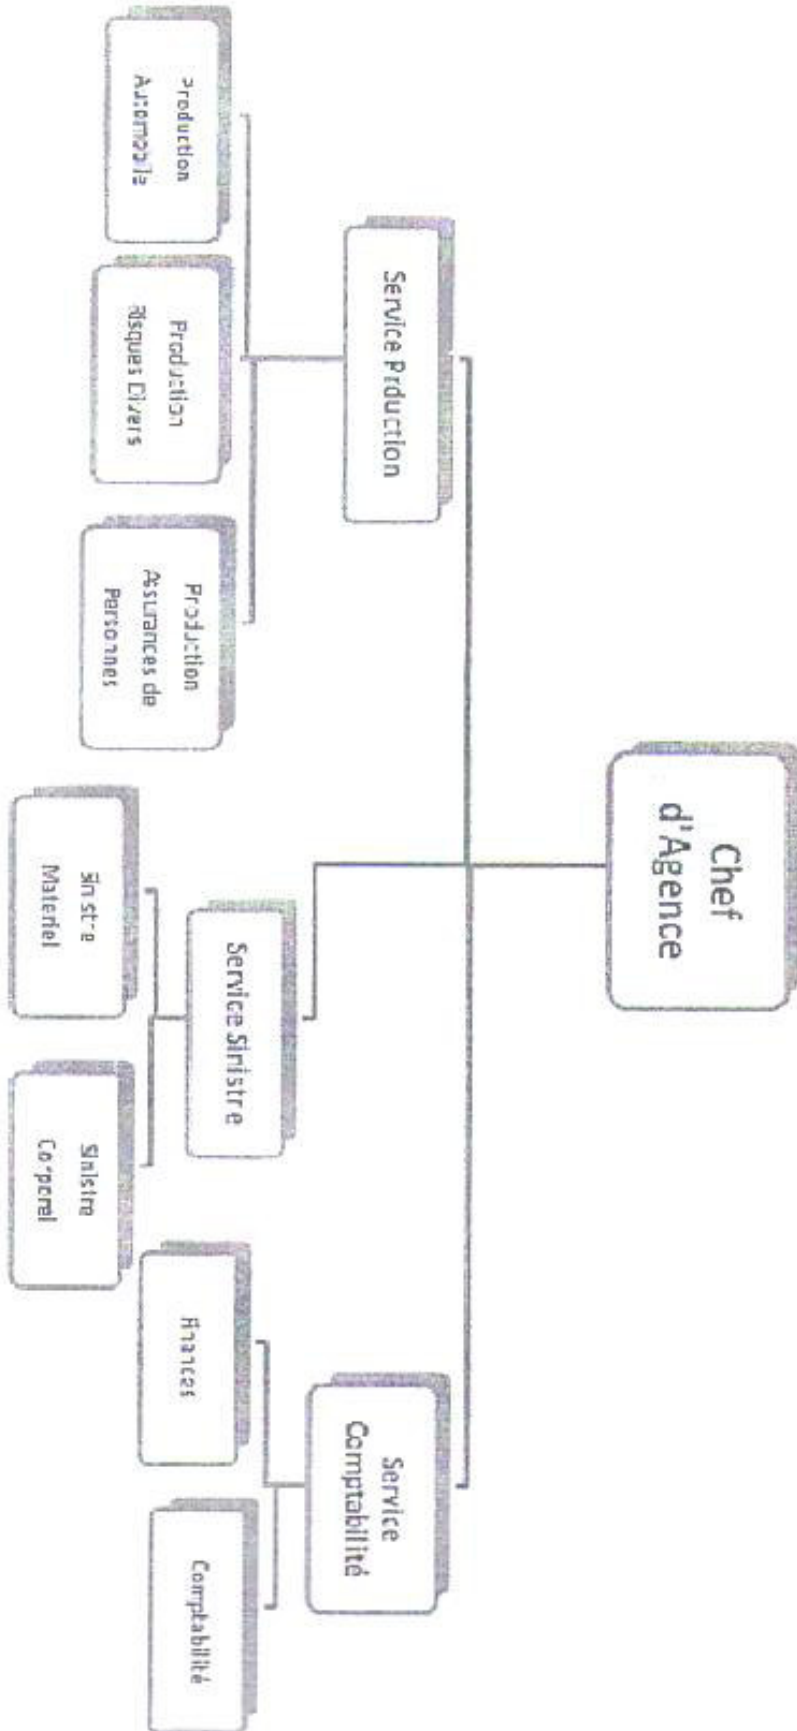 Chef
d'Agence
Service Prduction
Service Sinistre
Service
Comptabilité
Production
Automobile
Production
Risques Divers
Production
Assurances de
Personnes
Sinistre
Materiel
Sinistre
Corporel
Finances
Comptabilité